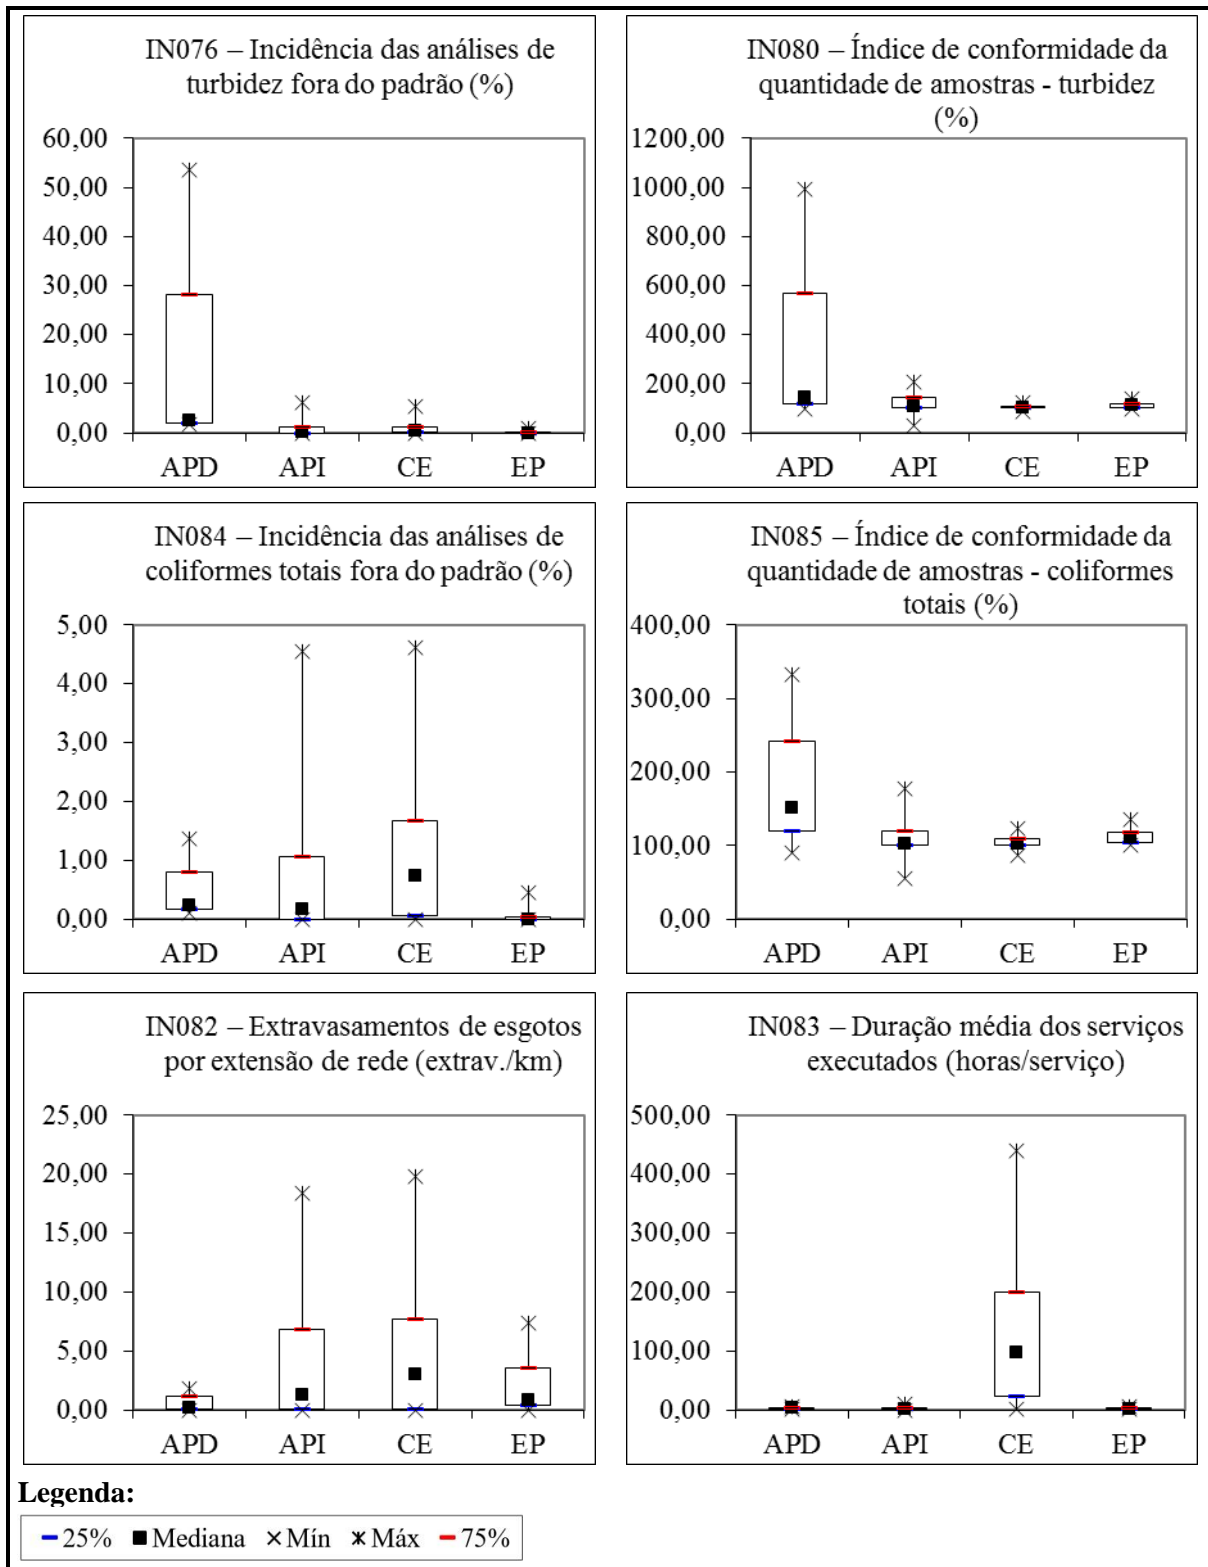 IN076 – Incidência das análises de
turbidez fora do padrão (%)
60,00
50,00
40,00
30,00
20,00
10,00
0,00
APD API CE EP
IN080 – Índice de conformidade da
quantidade de amostras - turbidez
(%)
1200,00
1000,00
800,00
600,00
400,00
200,00
0,00
APD API CE EP
IN084 – Incidência das análises de
coliformes totais fora do padrão (%)
5,00
4,00
3,00
2,00
1,00
0,00
APD API CE EP
IN085 – Índice de conformidade da
quantidade de amostras - coliformes
totais (%)
400,00
300,00
200,00
100,00
0,00
APD API CE EP
IN082 – Extravasamentos de esgotos
por extensão de rede (extrav./km)
25,00
20,00
15,00
10,00
5,00
0,00
APD API CE EP
IN083 – Duração média dos serviços
executados (horas/serviço)
500,00
400,00
300,00
200,00
100,00
0,00
APD API CE EP
Legenda:
25% Mediana Mín Máx 75%